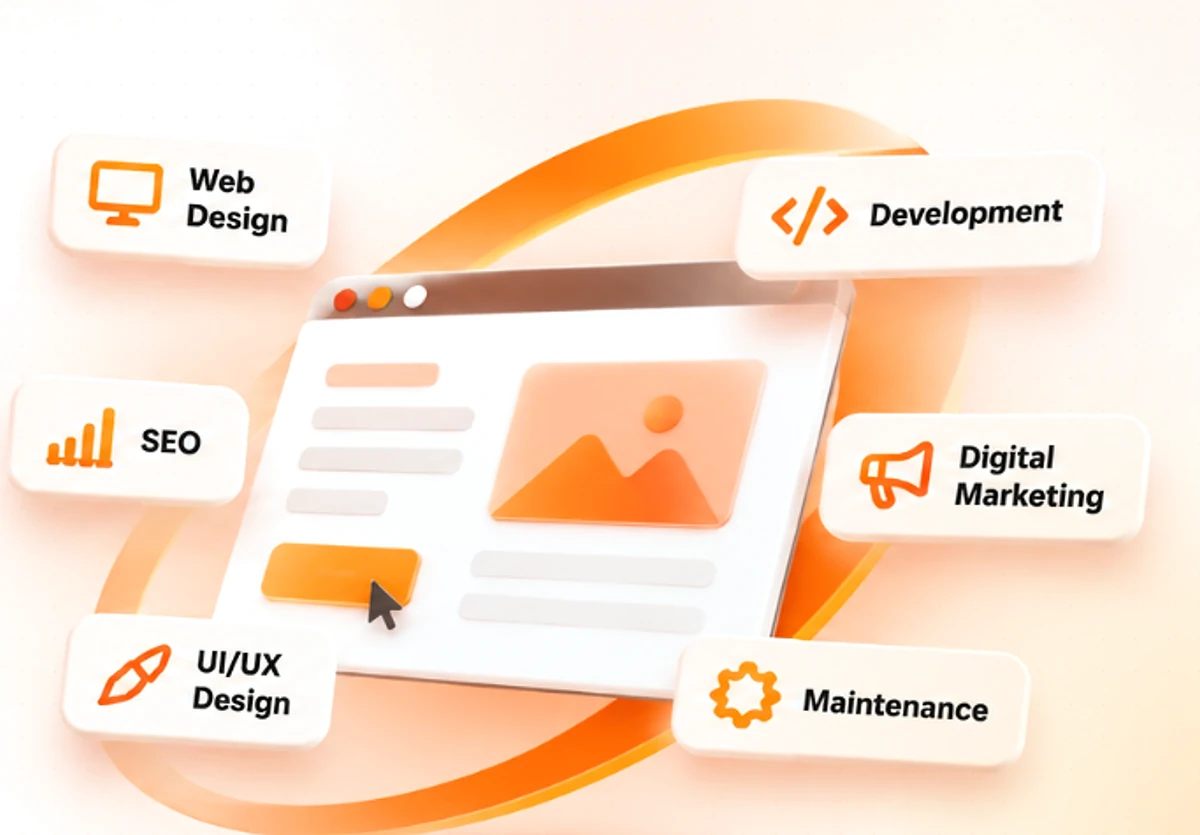 Web
Design
</>
Development
SEO
Digital
Marketing
UI/UX
Design
Maintenance